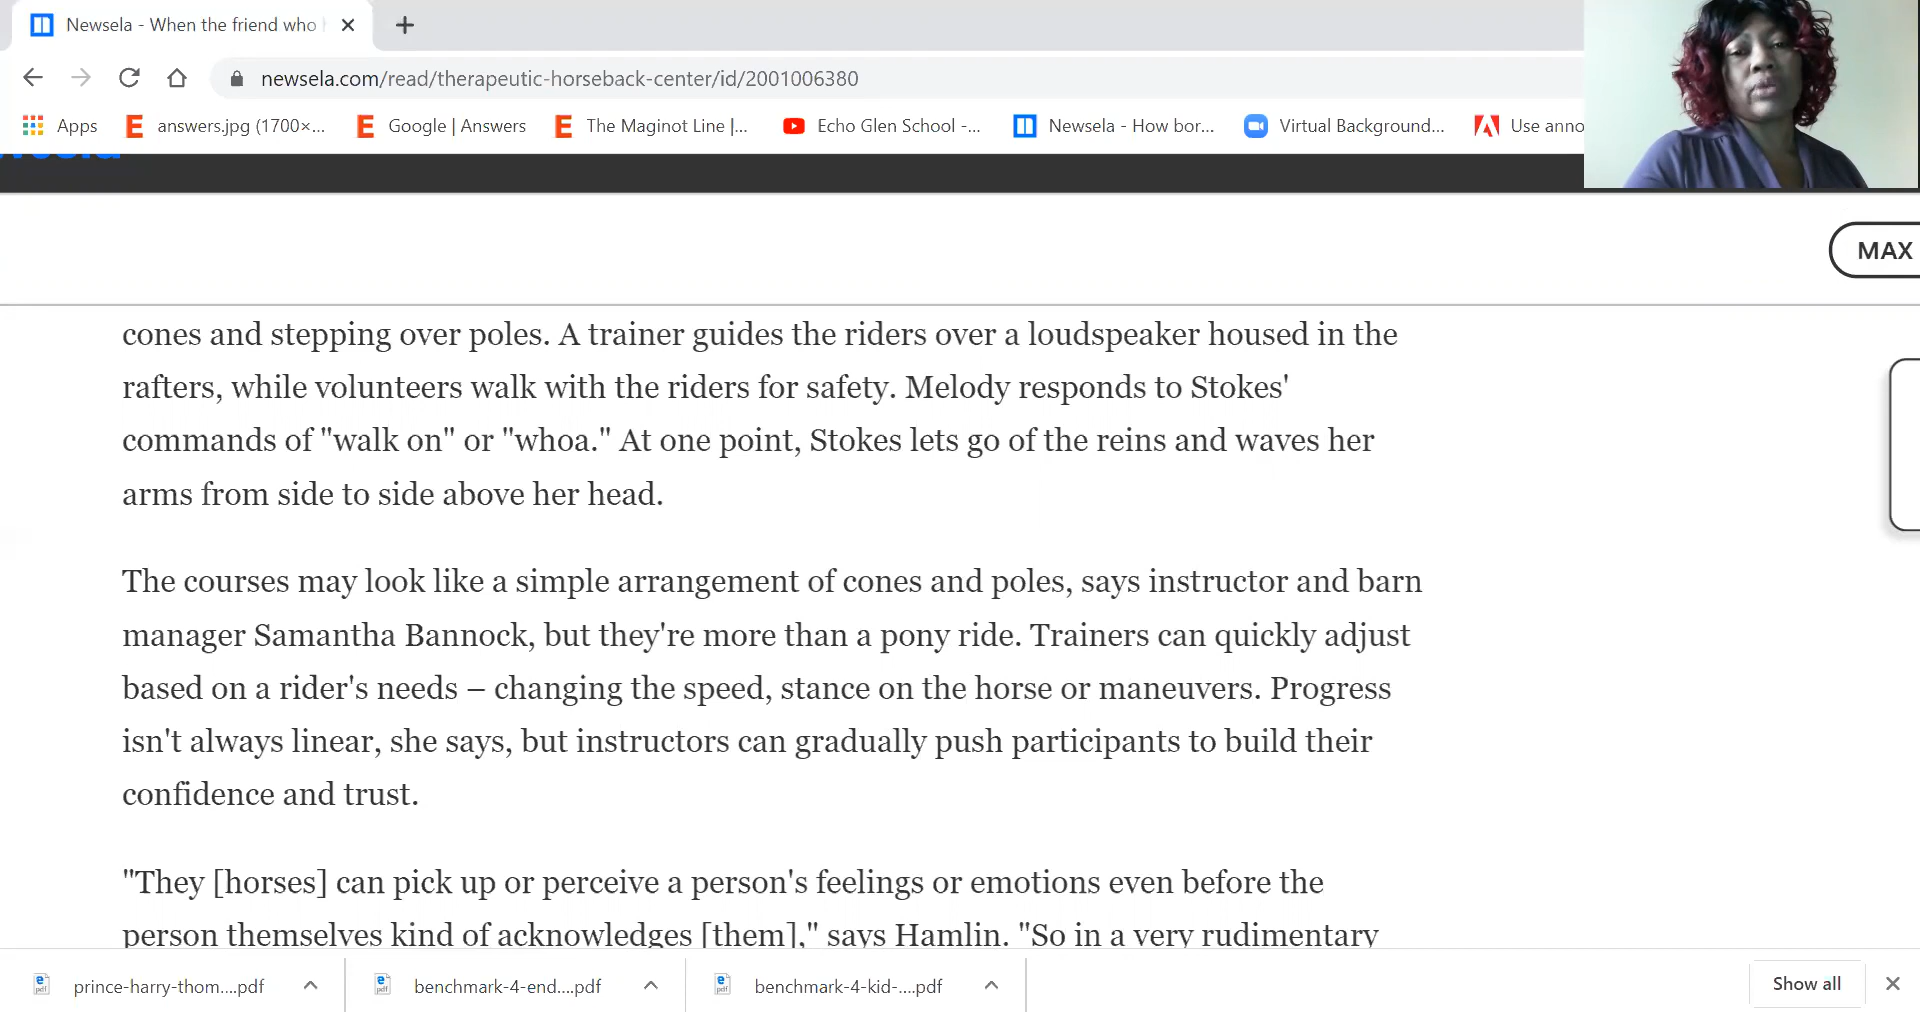 Newsela - When the friend who
newsela.com/read/therapeutic-horseback-center/id/2001006380
Apps
answers.jpg (1700×...
Google | Answers
The Maginot Line |...
Echo Glen School -...
Newsela - How bor...
Virtual Background...
Use anno
MAX
cones and stepping over poles. A trainer guides the riders over a loudspeaker housed in the
rafters, while volunteers walk with the riders for safety. Melody responds to Stokes'
commands of "walk on" or "whoa." At one point, Stokes lets go of the reins and waves her
arms from side to side above her head.
The courses may look like a simple arrangement of cones and poles, says instructor and barn
manager Samantha Bannock, but they're more than a pony ride. Trainers can quickly adjust
based on a rider's needs – changing the speed, stance on the horse or maneuvers. Progress
isn't always linear, she says, but instructors can gradually push participants to build their
confidence and trust.
"They [horses] can pick up or perceive a person's feelings or emotions even before the
person themselves kind of acknowledges [them]," says Hamlin. "So in a very rudimentary
prince-harry-thom....pdf
benchmark-4-end....pdf
benchmark-4-kid-....pdf
Show all